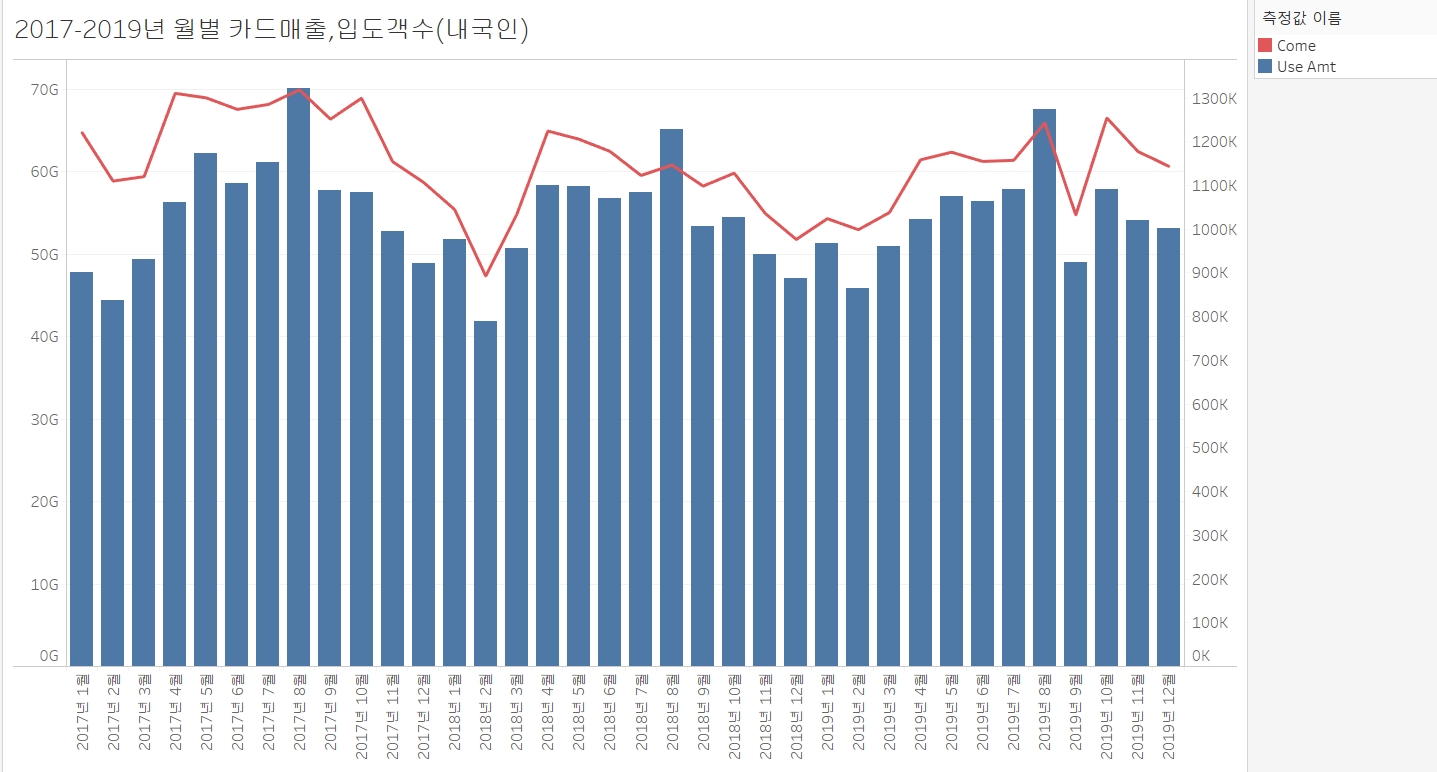 2017-2019년 월별 카드매출,입도객수(내국인)
측정값 이름
Come
Use Amt
70G
60G
50G
40G
30G
20G
10G
0G
1300K
1200K
1100K
1000K
900K
800K
700K
600K
500K
400K
300K
200K
100K
0K
2017년 1월
2017년 2월
2017년 3월
2017년 4월
2017년 5월
2017년 6월
2017년 7월
2017년 8월
2017년 9월
2017년 10월
2017년 11월
2017년 12월
2018년 1월
2018년 2월
2018년 3월
2018년 4월
2018년 5월
2018년 6월
2018년 7월
2018년 8월
2018년 9월
2018년 10월
2018년 11월
2018년 12월
2019년 1월
2019년 2월
2019년 3월
2019년 4월
2019년 5월
2019년 6월
2019년 7월
2019년 8월
2019년 9월
2019년 10월
2019년 11월
2019년 12월